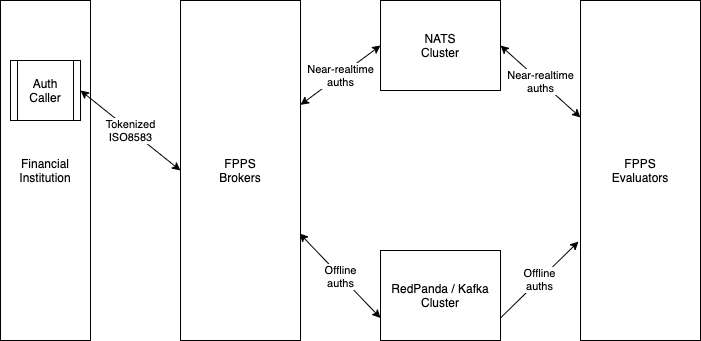 Auth
Caller
Financial
Institution
Tokenized
ISO8583
FPPS
Brokers
Near-realtime
auths
NATS
Cluster
Near-realtime
auths
Offline
auths
RedPanda / Kafka
Cluster
Offline
auths
FPPS
Evaluators